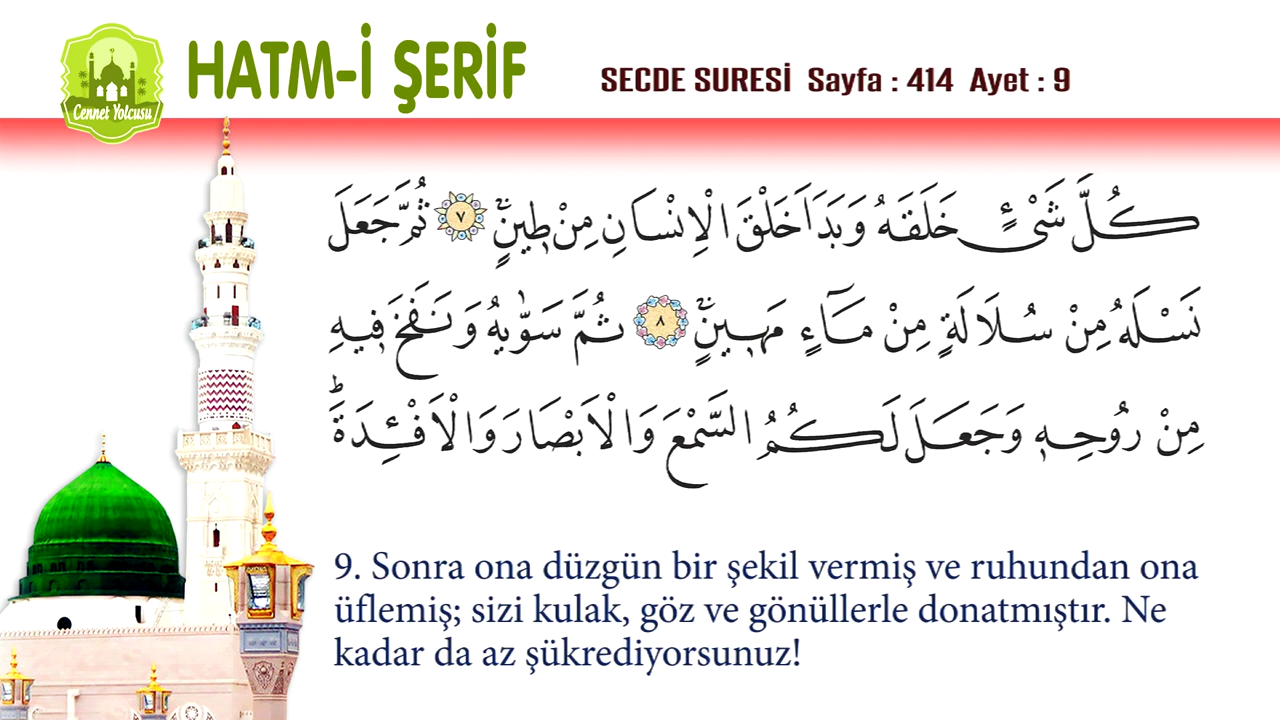 HATM-İ ŞERİF
SECDE SURESİ Sayfa : 414 Ayet : 9
Cennet Yolcusu
كُلَّ شَىْءٍ خَلَقَهُ وَبَدَاَ خَلْقَ الْاِنْسَانِ مِنْ طٖينٍۚ ٧ ثُمَّ جَعَلَ
نَسْلَهُ مِنْ سُلَالَةٍ مِنْ مَٓاءٍ مَهٖينٍۚ ٨ ثُمَّ سَوّٰيهُ وَنَفَخَ فٖيهِ
مِنْ رُوحِهٖ وَجَعَلَ لَكُمُ السَّمْعَ وَالْاَبْصَارَ وَالْاَفْـِٔدَةَؕ
9. Sonra ona düzgün bir şekil vermiş ve ruhundan ona
üflemiş; sizi kulak, göz ve gönüllerle donatmıştır. Ne
kadar da az şükrediyorsunuz!